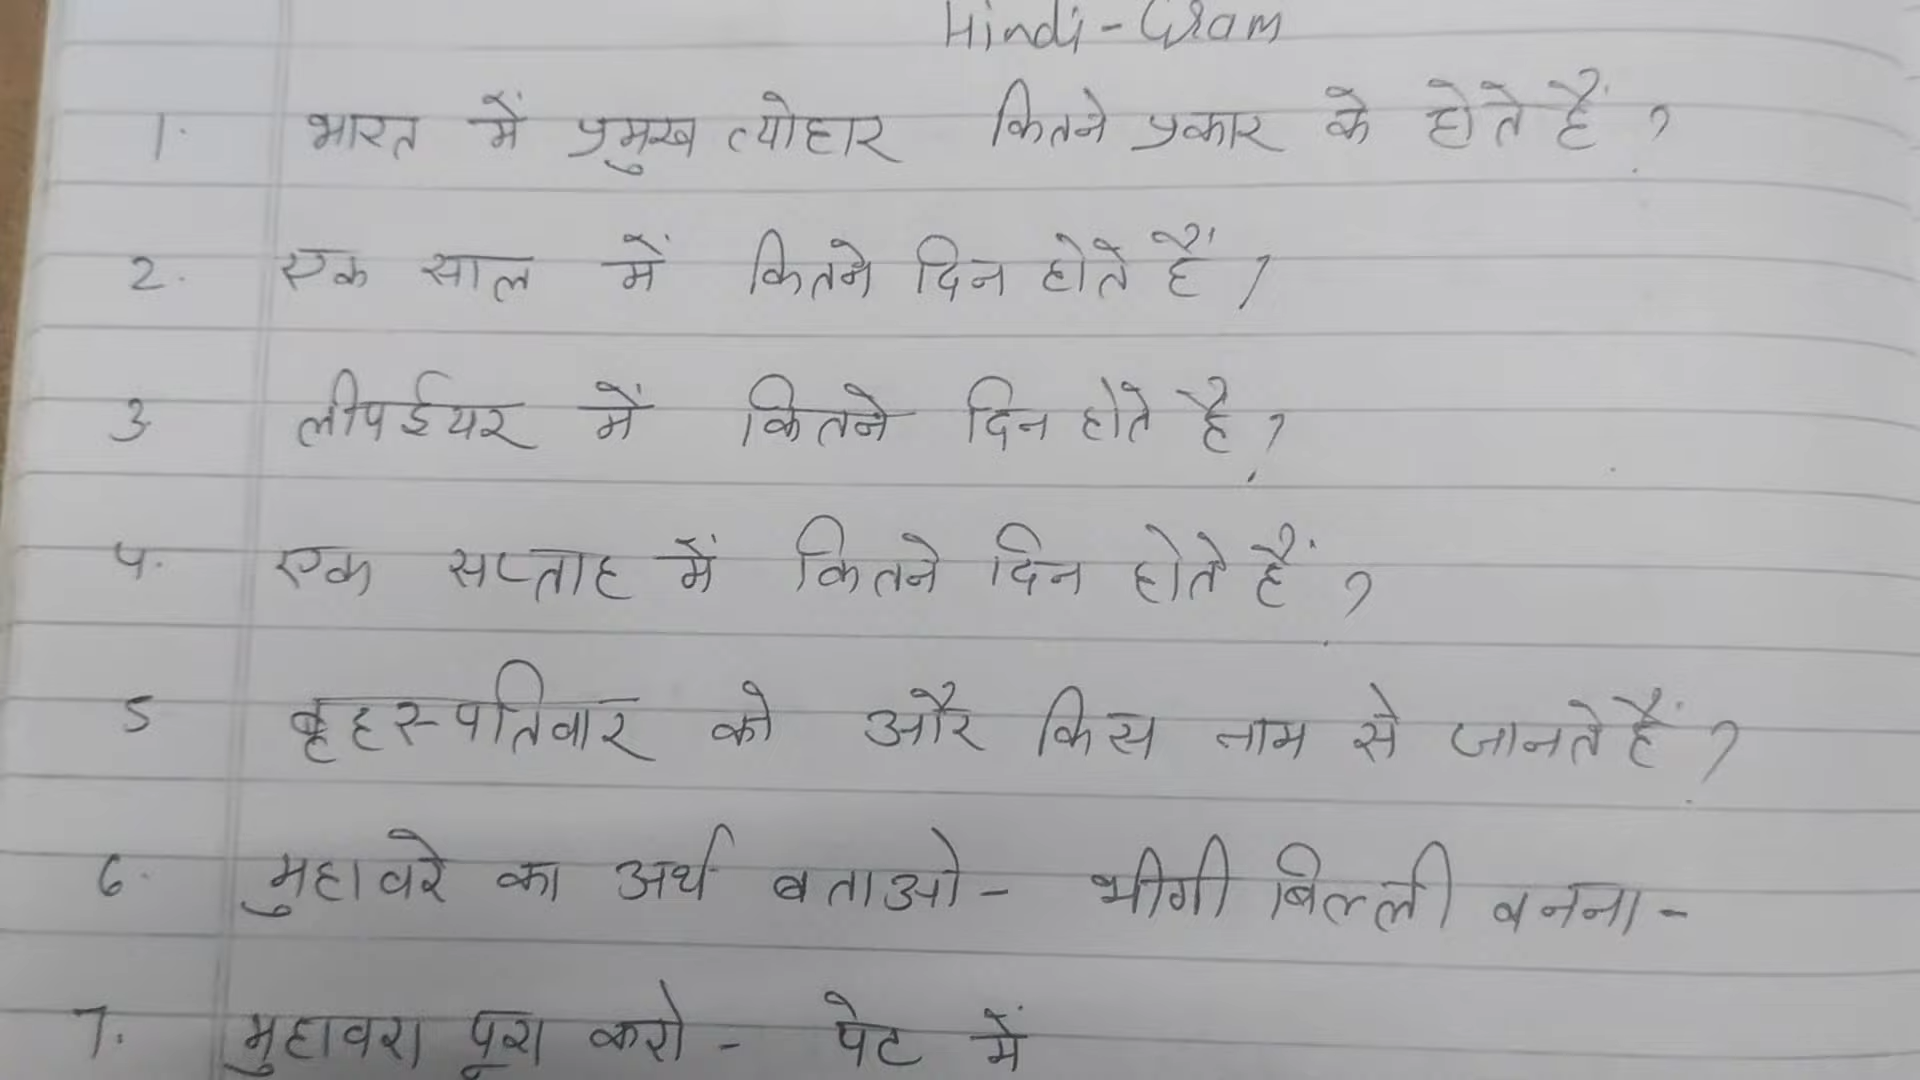 Hindi - Gram
1. भारत में प्रमुख त्योहार कितने प्रकार के होते हैं ?
2. एक साल में कितने दिन होते हैं ?
3 लीपईयर में कितने दिन होते है ?
4. एक सप्ताह में कितने दिन होते हैं ?
5 बृहस्पतिवार को और किस नाम से जानते हैं ?
6. मुहावरे का अर्थ बताओ - भीगी बिल्ली बनना -
7. मुहावरा पूरा करो - पेट में